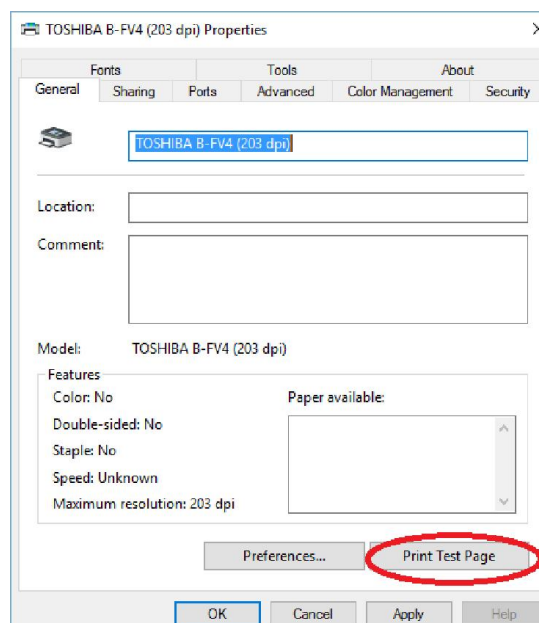 TOSHIBA B-FV4 (203 dpi) Properties
Fonts Tools About
General Sharing Ports Advanced Color Management Security
TOSHIBA B-FV4 (203 dpi)
Location:
Comment:
Model: TOSHIBA B-FV4 (203 dpi)
Features
Color: No Paper available:
Double-sided: No
Staple: No
Speed: Unknown
Maximum resolution: 203 dpi
Preferences... Print Test Page
OK Cancel Apply Help